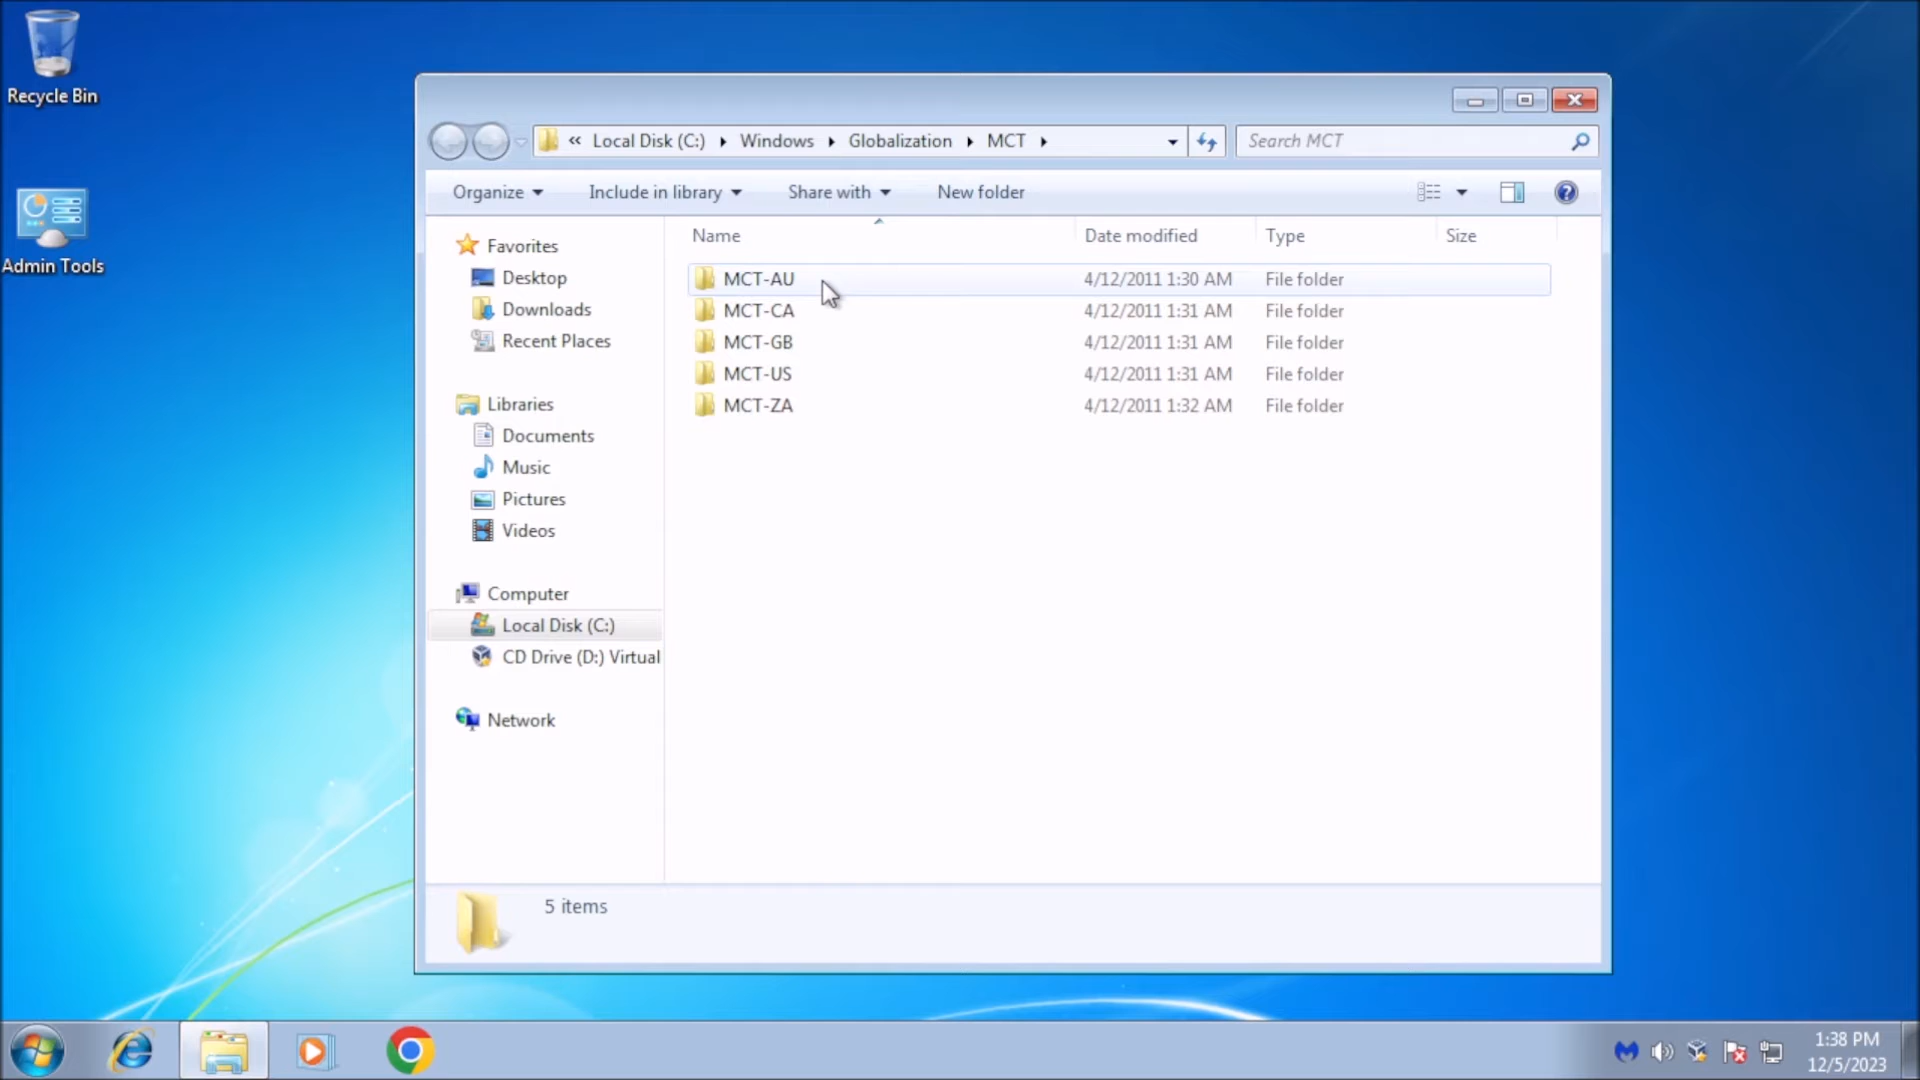 Recycle Bin
Admin Tools
« Local Disk (C:) Windows Globalization MCT
Search MCT
Organize Include in library Share with New folder
Name Date modified Type Size
MCT-AU 4/12/2011 1:30 AM File folder
MCT-CA 4/12/2011 1:31 AM File folder
MCT-GB 4/12/2011 1:31 AM File folder
MCT-US 4/12/2011 1:31 AM File folder
MCT-ZA 4/12/2011 1:32 AM File folder
Favorites
Desktop
Downloads
Recent Places
Libraries
Documents
Music
Pictures
Videos
Computer
Local Disk (C:)
CD Drive (D:) Virtual
Network
5 items
1:38 PM
12/5/2023